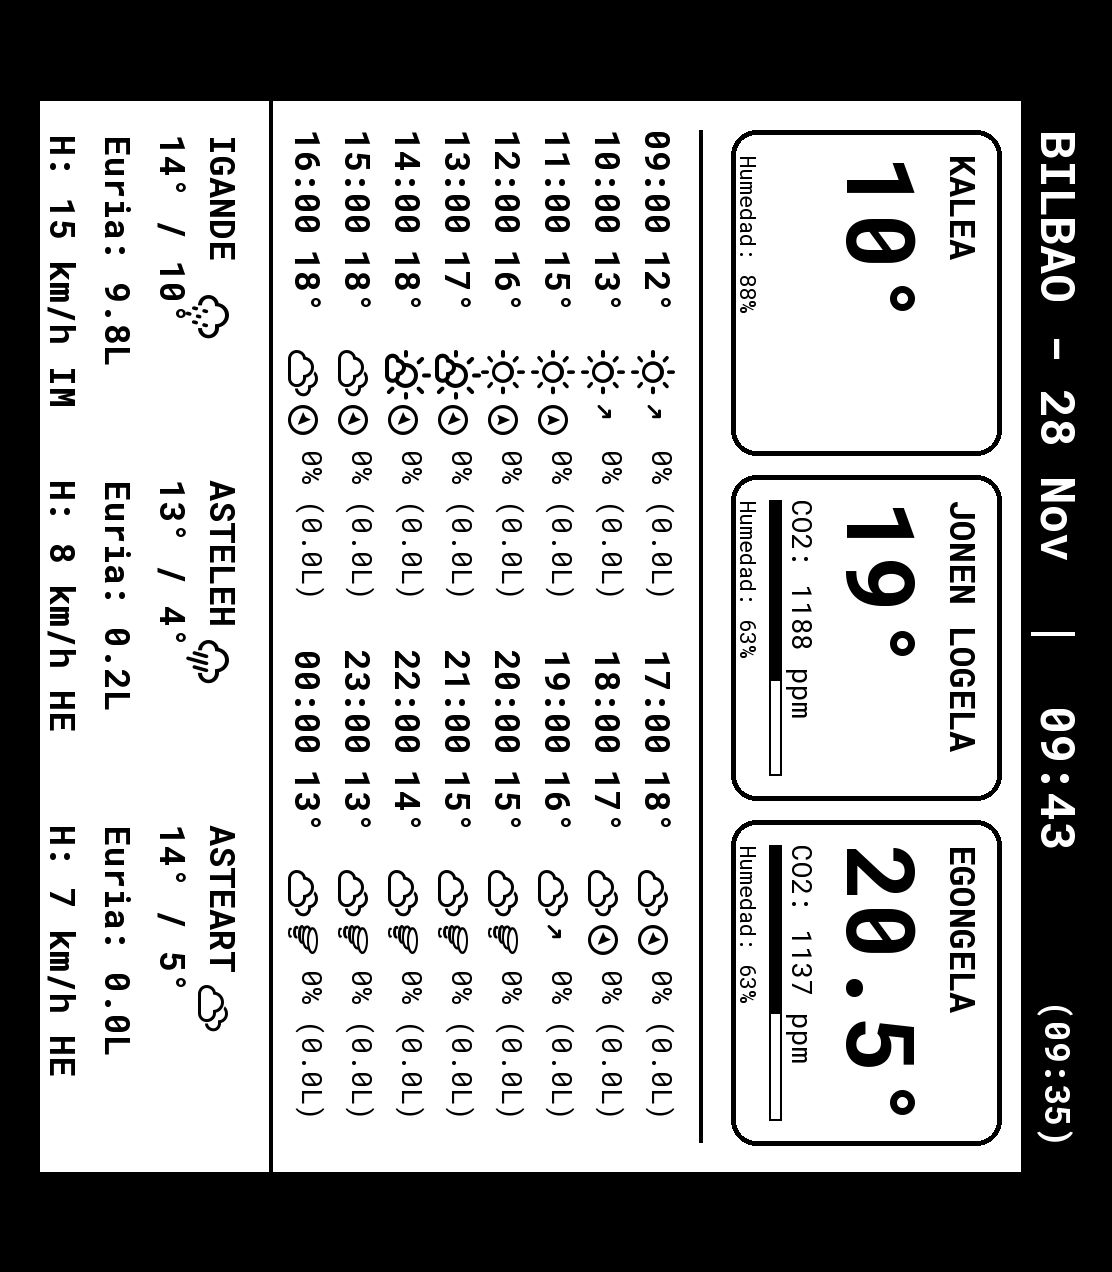 BILBAO - 28 Nov | 09:43 (09:35)
KALEA
10°
Humedad: 88%
JONEN LOGELA
19°
CO2: 1188 ppm
Humedad: 63%
EGONGELA
20.5°
CO2: 1137 ppm
Humedad: 63%
09:00 12° 0% (0.0L)
10:00 13° 0% (0.0L)
11:00 15° 0% (0.0L)
12:00 16° 0% (0.0L)
13:00 17° 0% (0.0L)
14:00 18° 0% (0.0L)
15:00 18° 0% (0.0L)
16:00 18° 0% (0.0L)
17:00 18° 0% (0.0L)
18:00 17° 0% (0.0L)
19:00 16° 0% (0.0L)
20:00 15° 0% (0.0L)
21:00 15° 0% (0.0L)
22:00 14° 0% (0.0L)
23:00 13° 0% (0.0L)
00:00 13° 0% (0.0L)
IGANDE
14° / 10°
Euria: 9.8L
H: 15 km/h IM
ASTELEH
13° / 4°
Euria: 0.2L
H: 8 km/h HE
ASTEART
14° / 5°
Euria: 0.0L
H: 7 km/h HE